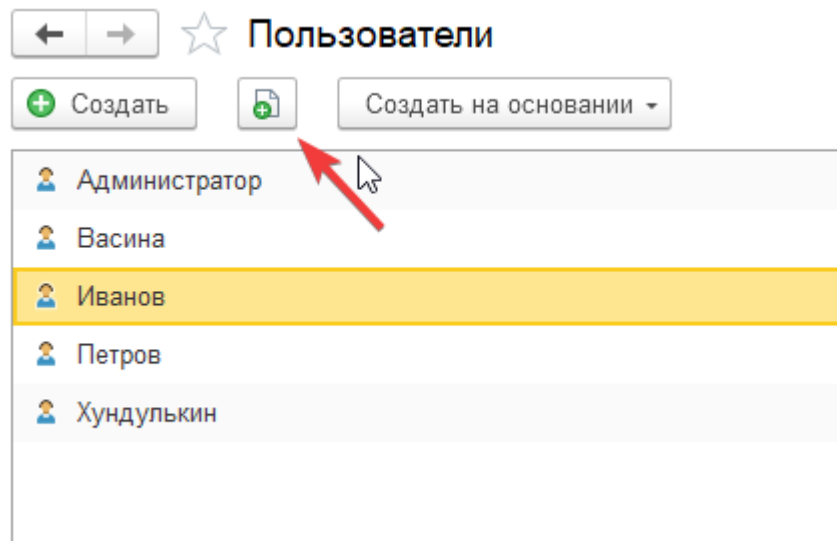 Пользователи
Создать
Создать на основании
Администратор
Васина
Иванов
Петров
Хундулькин